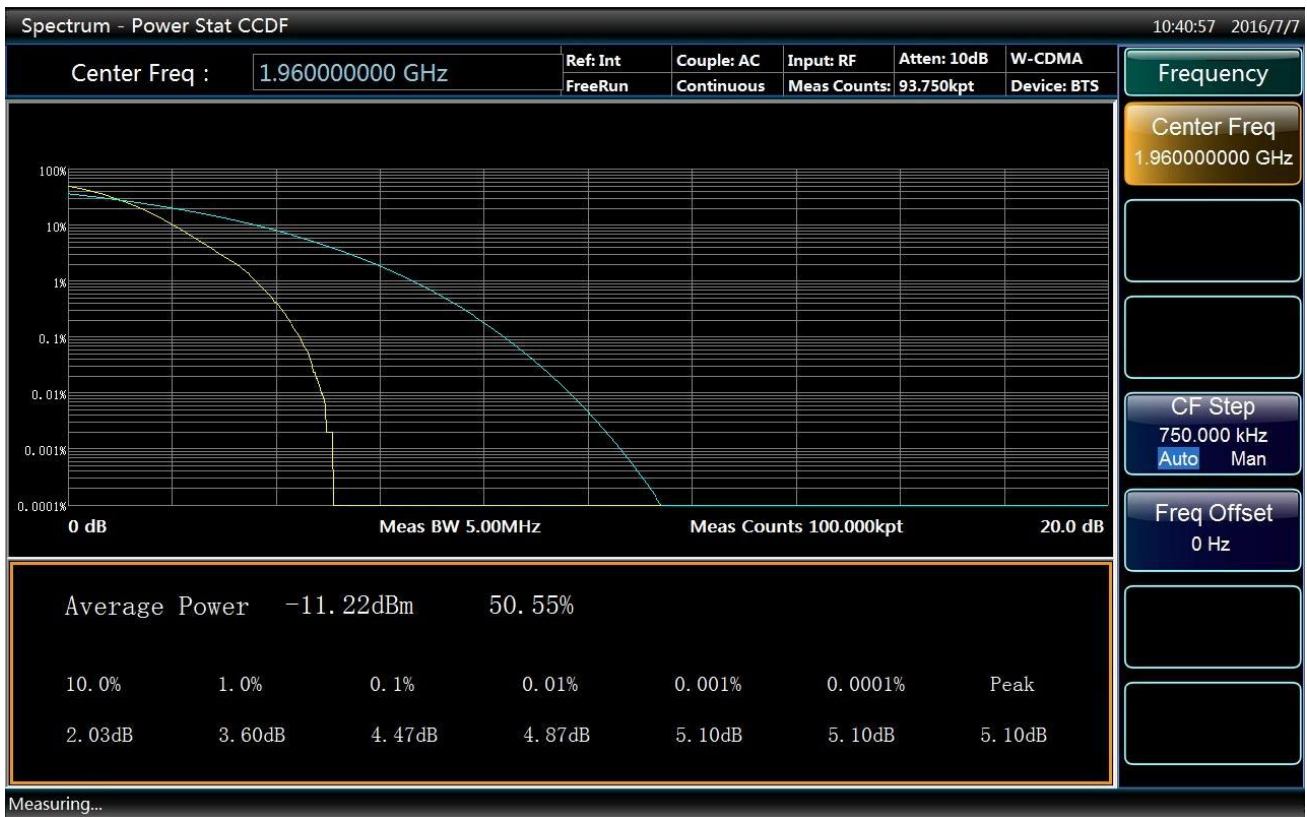 Spectrum - Power Stat CCDF 10:40:57 2016/7/7
Center Freq : 1.960000000 GHz
Ref: Int Couple: AC Input: RF Atten: 10dB W-CDMA
FreeRun Continuous Meas Counts: 93.750kpt Device: BTS
100%
10%
1%
0.1%
0.01%
0.001%
0.0001%
0 dB Meas BW 5.00MHz Meas Counts 100.000kpt 20.0 dB
Average Power -11.22dBm 50.55%
10.0% 1.0% 0.1% 0.01% 0.001% 0.0001% Peak
2.03dB 3.60dB 4.47dB 4.87dB 5.10dB 5.10dB 5.10dB
Measuring...
Frequency
Center Freq
1.960000000 GHz
CF Step
750.000 kHz
Auto Man
Freq Offset
0 Hz